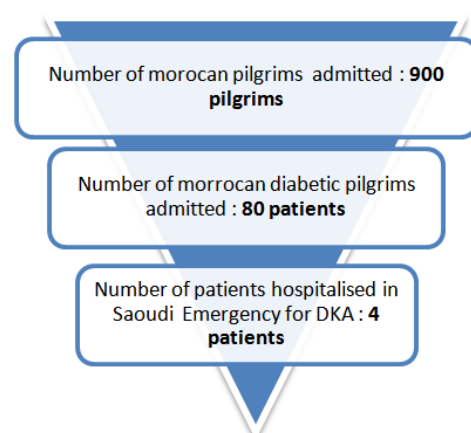 Number of morocan pilgrims admitted : 900
pilgrims
Number of morrocan diabetic pilgrims
admitted : 80 patients
Number of patients hospitalised in
Saoudi Emergency for DKA : 4
patients